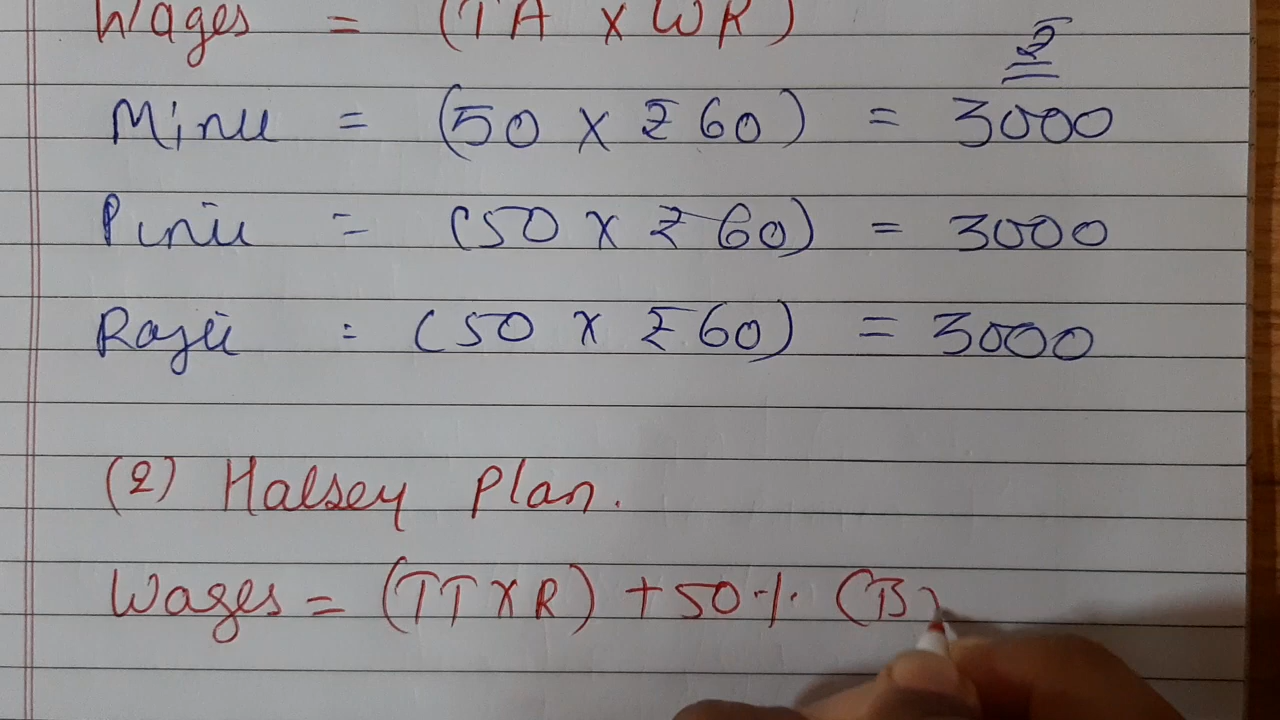 Wages = (TA X WR)
₹
Minu = (50 X ₹ 60) = 3000
Pinu = (50 X ₹ 60) = 3000
Raju = (50 X ₹ 60) = 3000
(2) Halsey Plan.
Wages = (TT X R) + 50% (